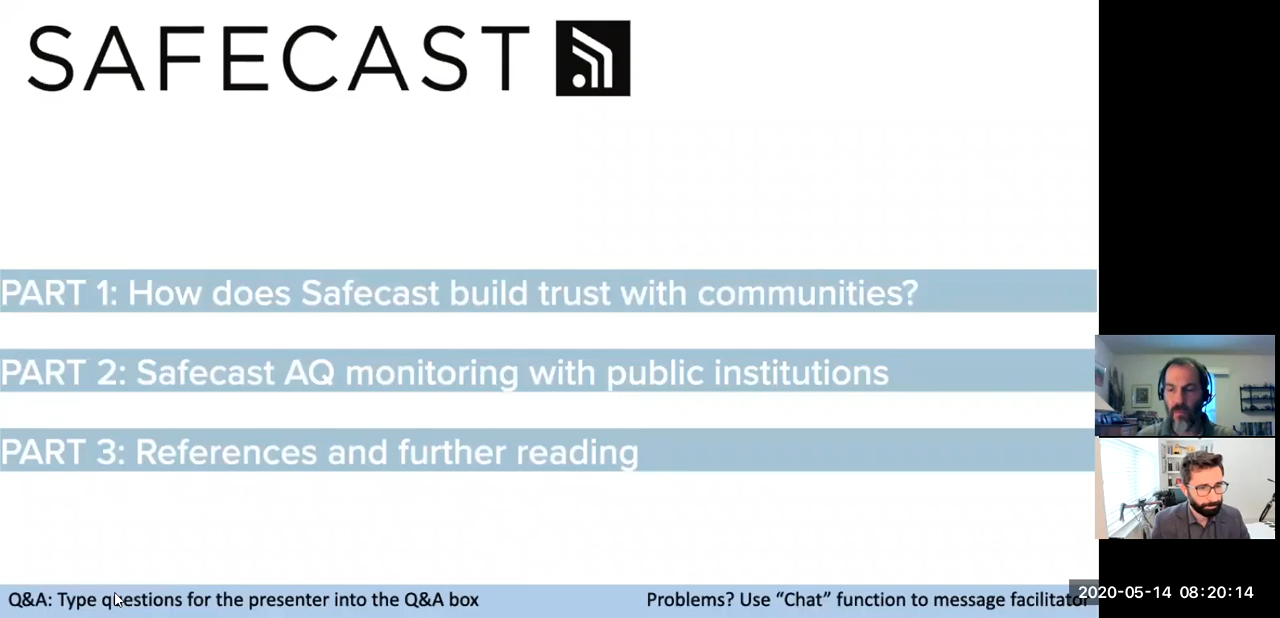 SAFECAST
PART 1: How does Safecast build trust with communities?
PART 2: Safecast AQ monitoring with public institutions
PART 3: References and further reading
Q&A: Type questions for the presenter into the Q&A box
Problems? Use “Chat” function to message facilitator
2020-05-14 08:20:14